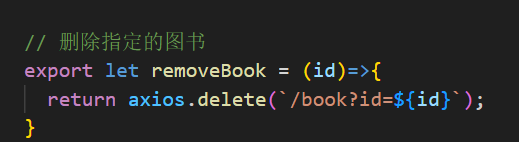 // 删除指定的图书
export let removeBook = (id)=>{
return axios.delete(`/book?id=${id}`);
}